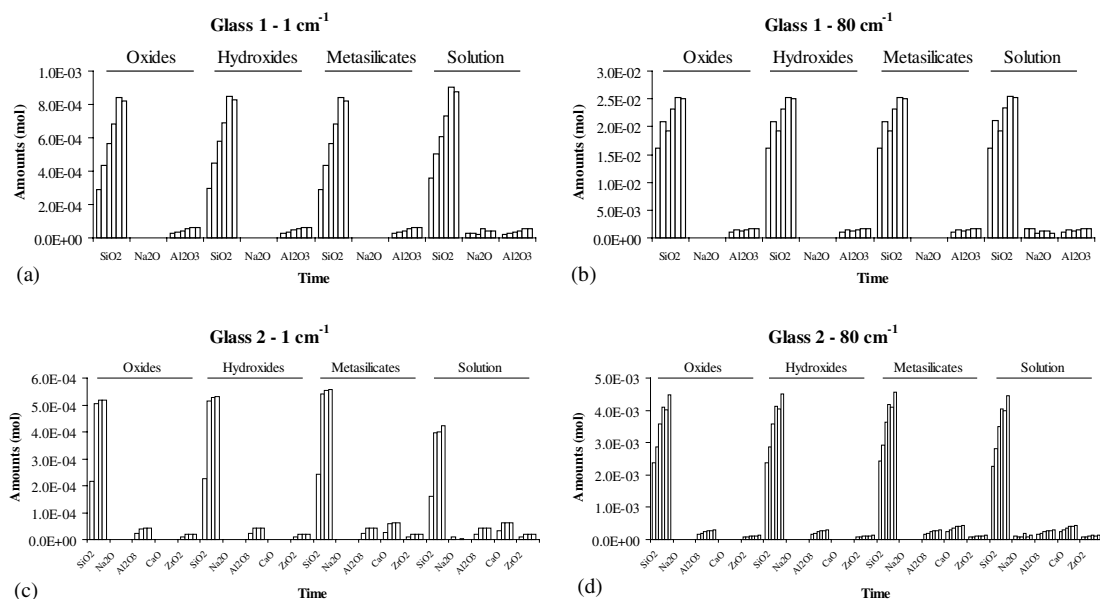 Glass 1 - 1 cm⁻¹
Oxides Hydroxides Metasilicates Solution
1.0E-03
8.0E-04
6.0E-04
4.0E-04
2.0E-04
0.0E+00
Amounts (mol)
SiO2 Na2O Al2O3 SiO2 Na2O Al2O3 SiO2 Na2O Al2O3 SiO2 Na2O Al2O3
Time
(a)
Glass 1 - 80 cm⁻¹
Oxides Hydroxides Metasilicates Solution
3.0E-02
2.5E-02
2.0E-02
1.5E-02
1.0E-02
5.0E-03
0.0E+00
Amounts (mol)
SiO2 Na2O Al2O3 SiO2 Na2O Al2O3 SiO2 Na2O Al2O3 SiO2 Na2O Al2O3
Time
(b)
Glass 2 - 1 cm⁻¹
Oxides Hydroxides Metasilicates Solution
6.0E-04
5.0E-04
4.0E-04
3.0E-04
2.0E-04
1.0E-04
0.0E+00
Amounts (mol)
SiO2 Na2O Al2O3 CaO ZrO2 SiO2 Na2O Al2O3 CaO ZrO2 SiO2 Na2O Al2O3 CaO ZrO2 SiO2 Na2O Al2O3 CaO ZrO2
Time
(c)
Glass 2 - 80 cm⁻¹
Oxides Hydroxides Metasilicates Solution
5.0E-03
4.0E-03
3.0E-03
2.0E-03
1.0E-03
0.0E+00
Amounts (mol)
SiO2 Na2O Al2O3 CaO ZrO2 SiO2 Na2O Al2O3 CaO ZrO2 SiO2 Na2O Al2O3 CaO ZrO2 SiO2 Na2O Al2O3 CaO ZrO2
Time
(d)